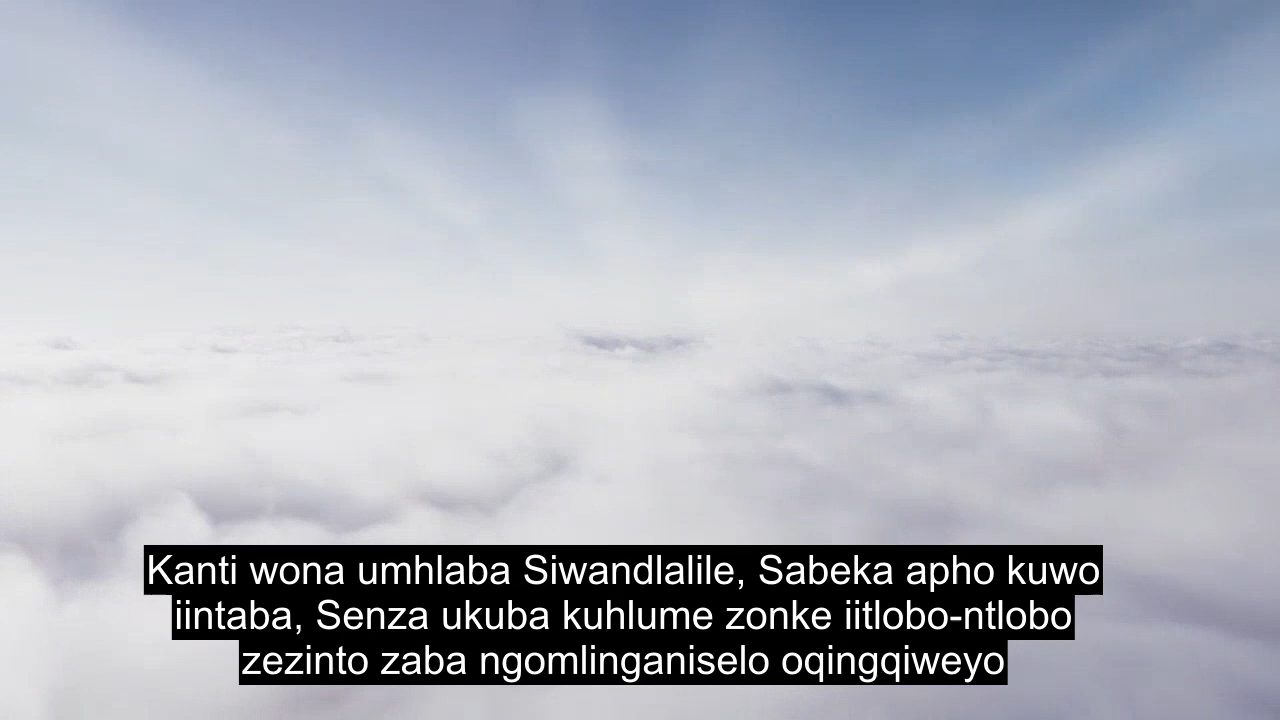 Kanti wona umhlaba Siwandlalile, Sabeka apho kuwo
iintaba, Senza ukuba kuhlume zonke iitlobo-ntlobo
zezinto zaba ngomlinganiselo oqingqiweyo